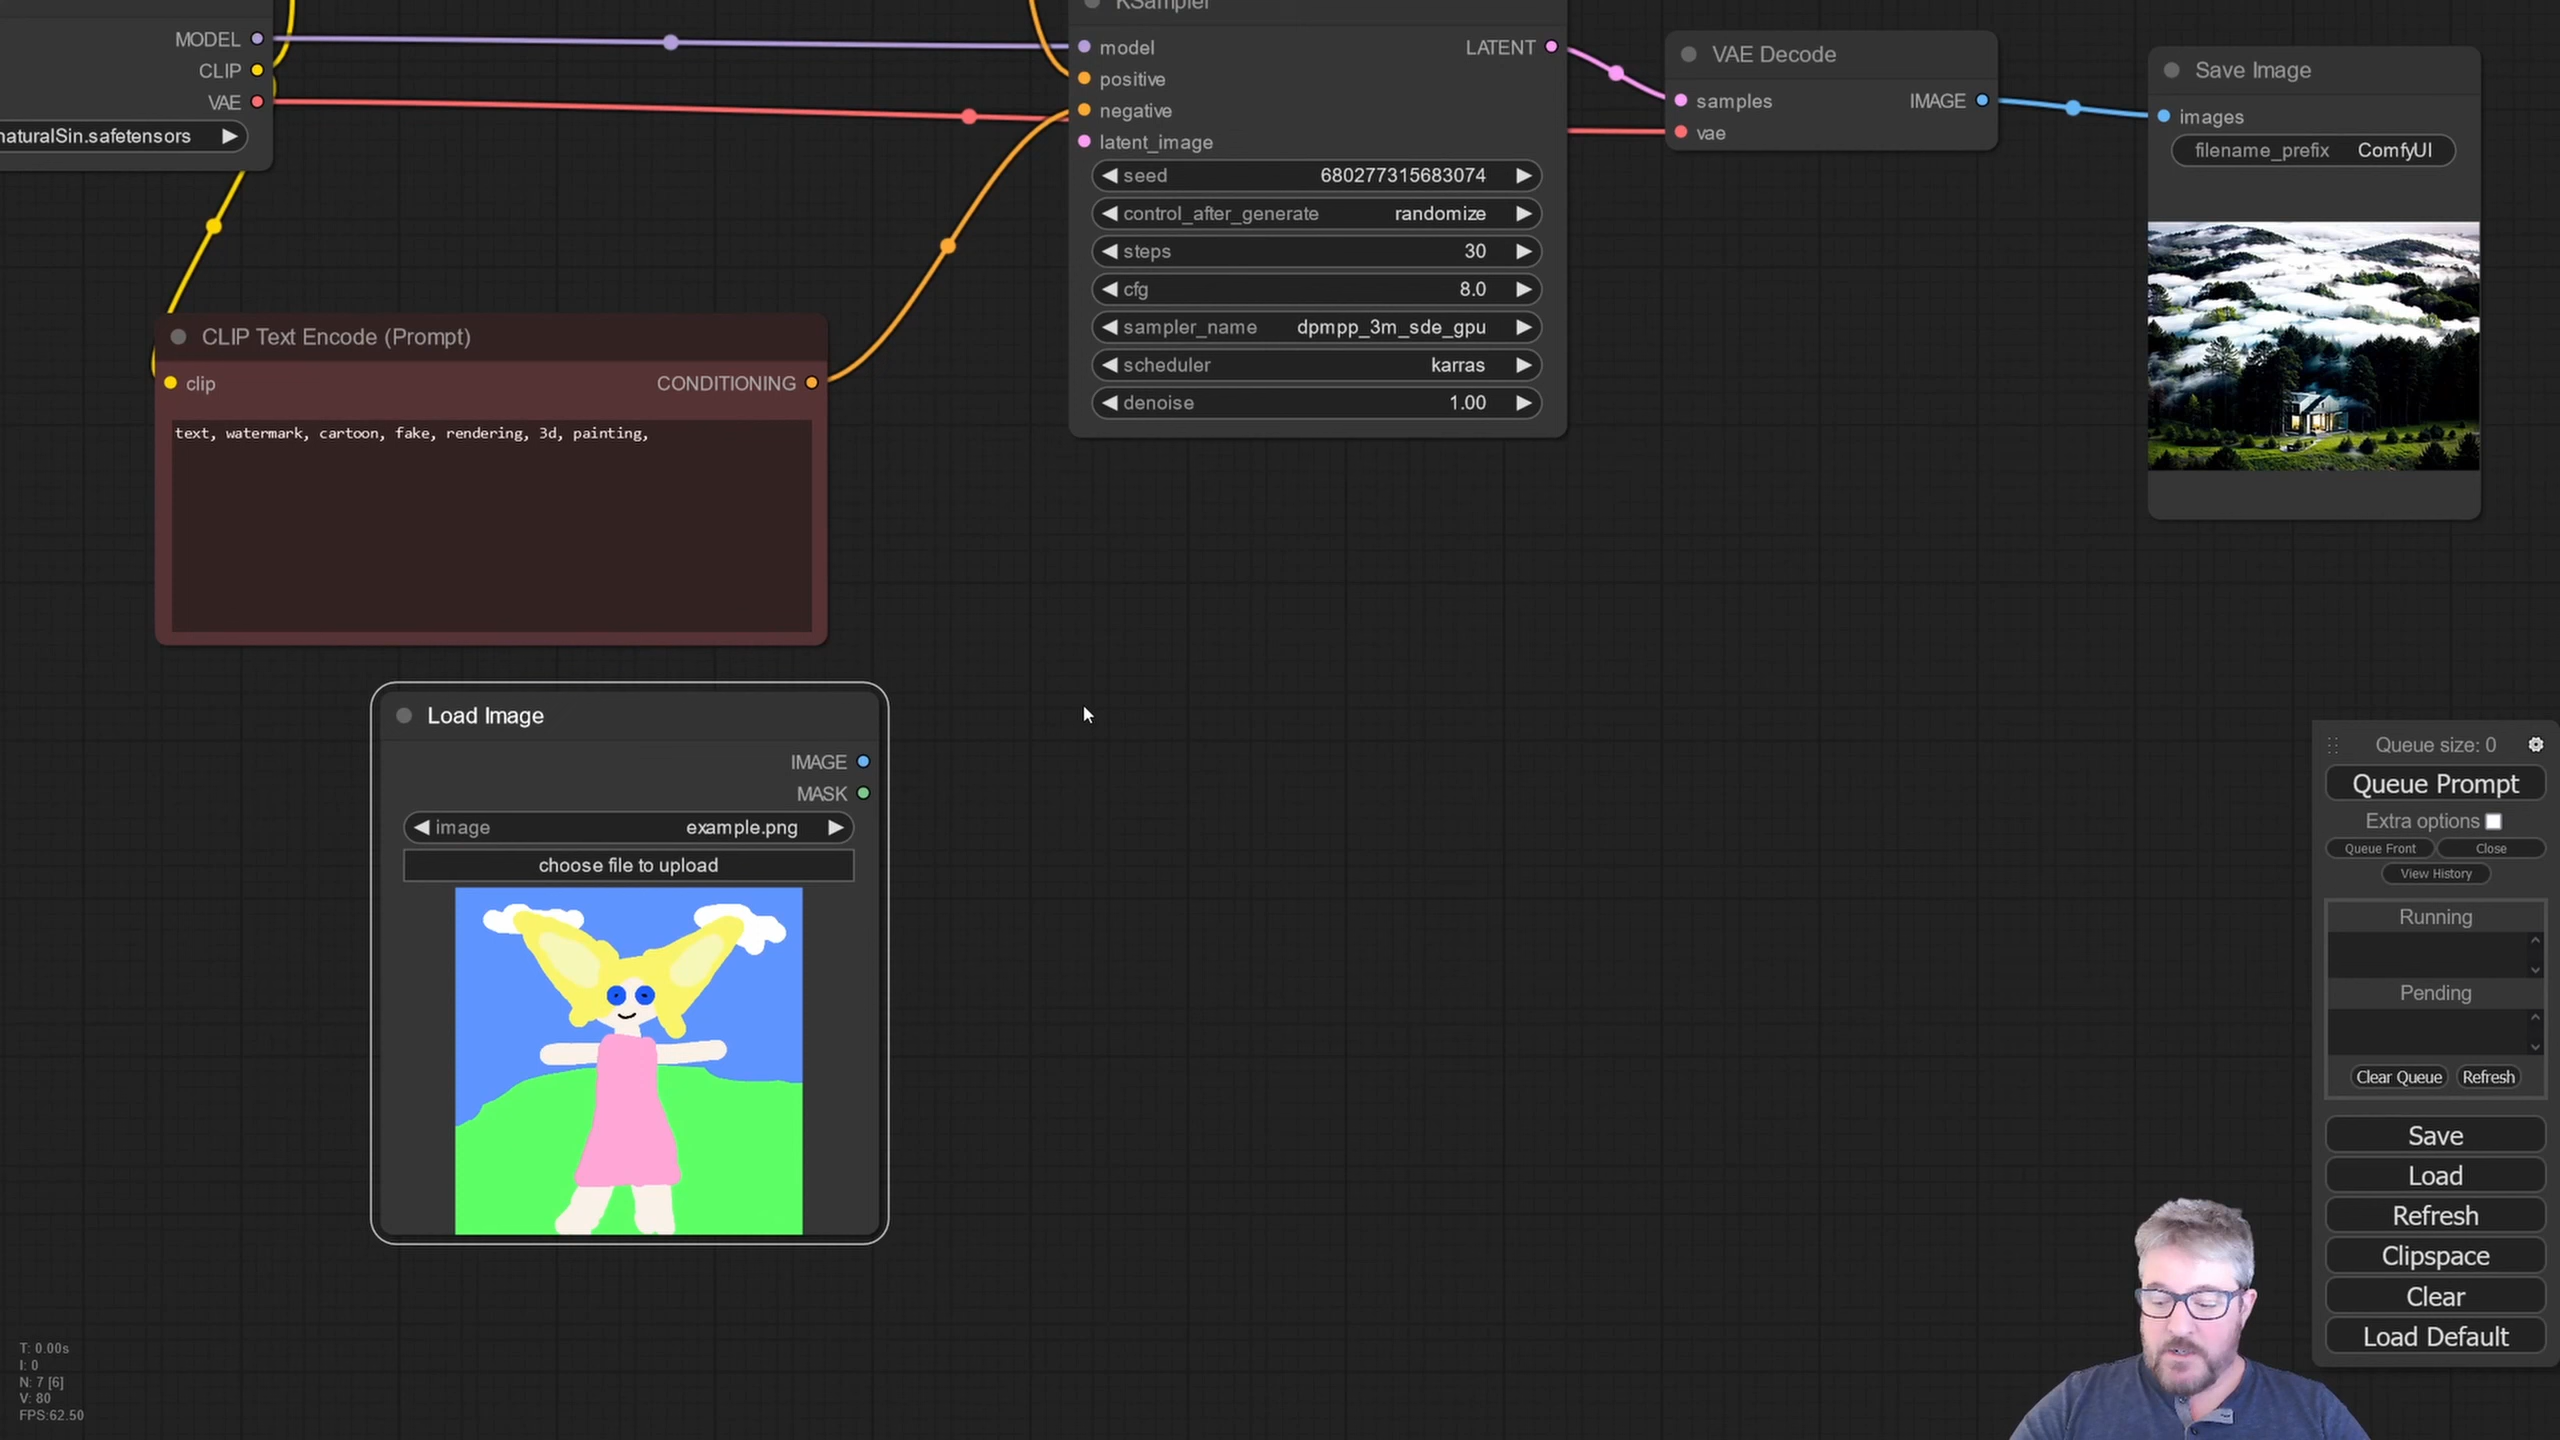 MODEL
CLIP
VAE
naturalSin.safetensors
KSampler
model
LATENT
positive
negative
latent_image
seed 680277315683074
control_after_generate randomize
steps 30
cfg 8.0
sampler_name dpmpp_3m_sde_gpu
scheduler karras
denoise 1.00
VAE Decode
samples IMAGE
vae
Save Image
images
filename_prefix ComfyUI
CLIP Text Encode (Prompt)
clip CONDITIONING
text, watermark, cartoon, fake, rendering, 3d, painting,
Load Image
IMAGE
MASK
image example.png
choose file to upload
Queue size: 0
Queue Prompt
Extra options
Queue Front Close
View History
Running
Pending
Clear Queue Refresh
Save
Load
Refresh
Clipspace
Clear
Load Default
T: 0.00s
I: 0
N: 7 [6]
V: 80
FPS:62.50